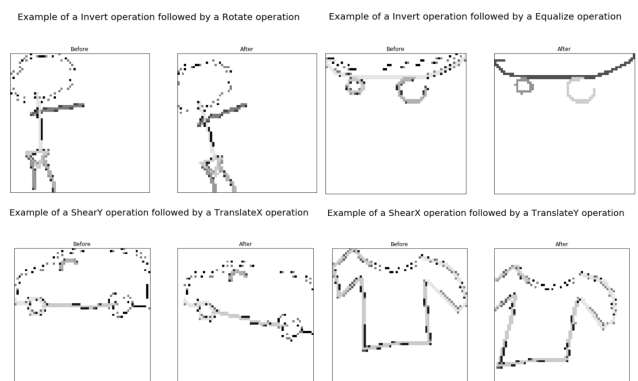 Example of a Invert operation followed by a Rotate operation
Example of a Invert operation followed by a Equalize operation
Before
After
Before
After
Example of a ShearY operation followed by a TranslateX operation
Example of a ShearX operation followed by a TranslateY operation
Before
After
Before
After